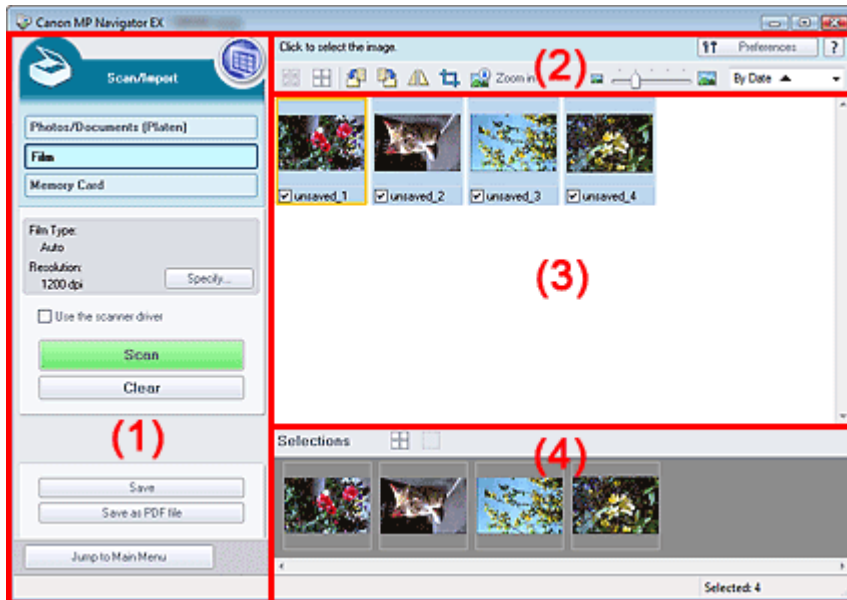 Canon MP Navigator EX
Scan/Import
Photos/Documents (Platen)
Film
Memory Card
Film Type:
Auto
Resolution:
1200 dpi
Specify...
Use the scanner driver
Scan
Clear
(1)
Save
Save as PDF file
Jump to Main Menu
Click to select the image.
Preferences
?
(2)
Zoom in
By Date
unsaved_1
unsaved_2
unsaved_3
unsaved_4
(3)
Selections
(4)
Selected: 4